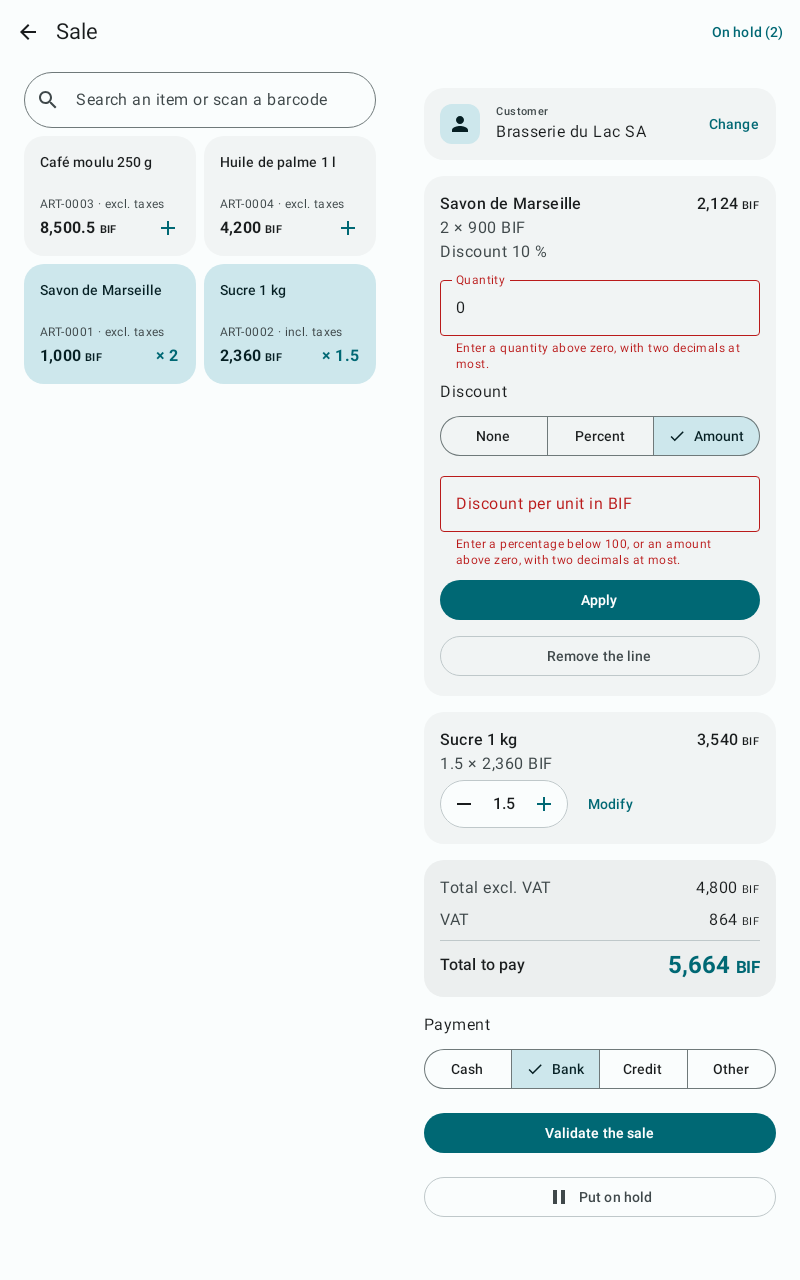 Sale
On hold (2)
Search an item or scan a barcode
Café moulu 250 g
ART-0003 · excl. taxes
8,500.5 BIF
Huile de palme 1 l
ART-0004 · excl. taxes
4,200 BIF
Savon de Marseille
ART-0001 · excl. taxes
1,000 BIF × 2
Sucre 1 kg
ART-0002 · incl. taxes
2,360 BIF × 1.5
Customer
Brasserie du Lac SA
Change
Savon de Marseille 2,124 BIF
2 × 900 BIF
Discount 10 %
Quantity
0
Enter a quantity above zero, with two decimals at
most.
Discount
None Percent Amount
Discount per unit in BIF
Enter a percentage below 100, or an amount
above zero, with two decimals at most.
Apply
Remove the line
Sucre 1 kg 3,540 BIF
1.5 × 2,360 BIF
1.5 Modify
Total excl. VAT 4,800 BIF
VAT 864 BIF
Total to pay 5,664 BIF
Payment
Cash Bank Credit Other
Validate the sale
Put on hold